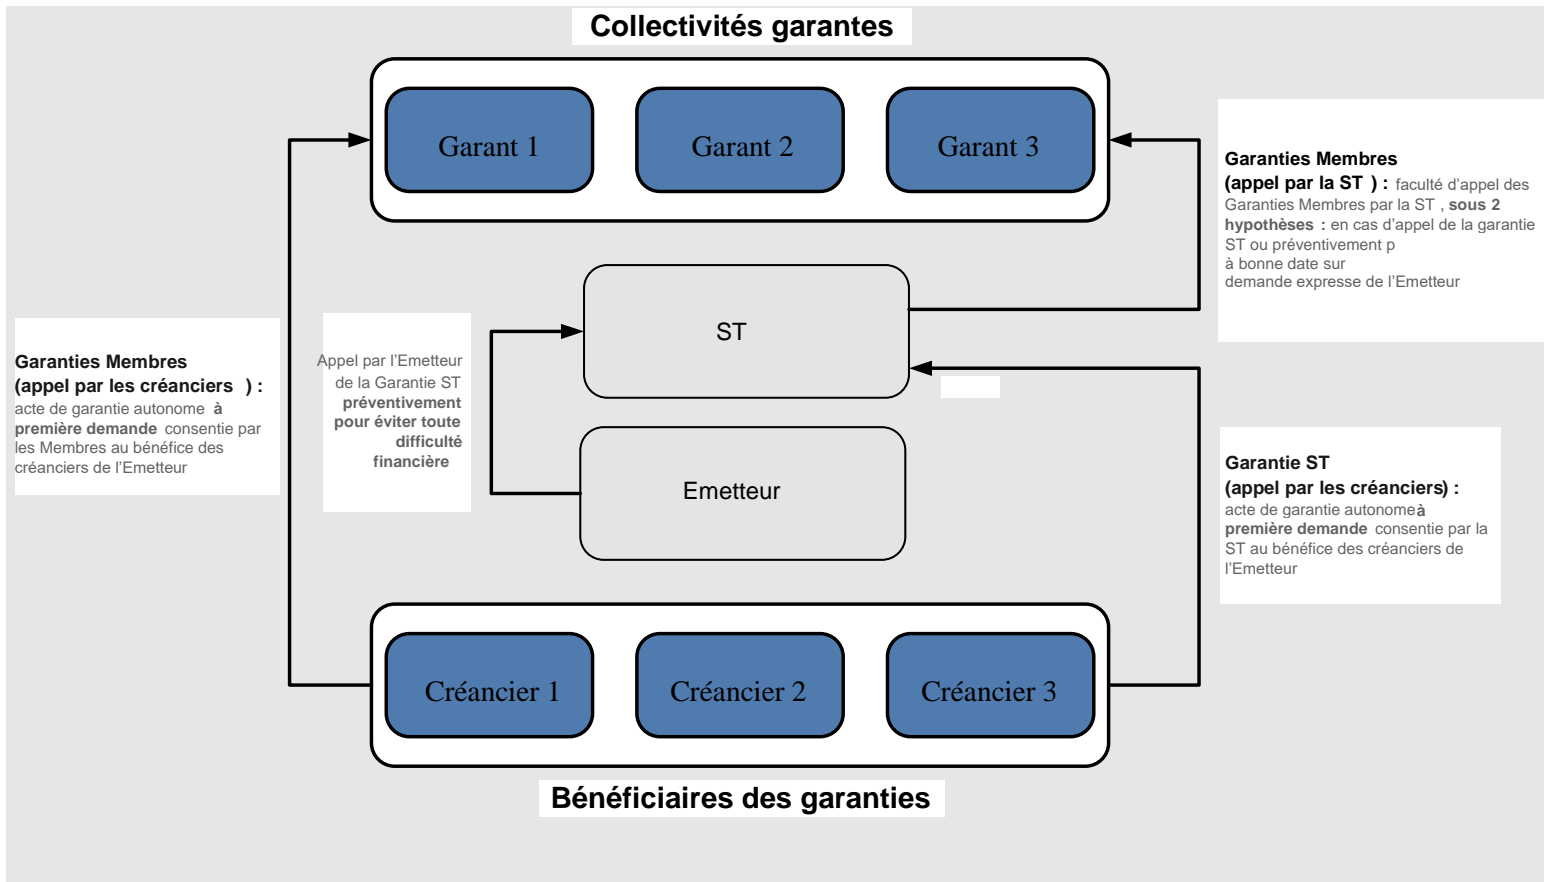 Collectivités garantes
Garant 1
Garant 2
Garant 3
Garanties Membres
(appel par la ST ) : faculté d’appel des
Garanties Membres par la ST , sous 2
hypothèses : en cas d’appel de la garantie
ST ou préventivement p
à bonne date sur
demande expresse de l’Emetteur
ST
Garanties Membres
(appel par les créanciers ) :
acte de garantie autonome à
première demande consentie par
les Membres au bénéfice des
créanciers de l’Emetteur
Appel par l’Emetteur
de la Garantie ST
préventivement
pour éviter toute
difficulté
financière
Emetteur
Garantie ST
(appel par les créanciers) :
acte de garantie autonome à
première demande consentie par la
ST au bénéfice des créanciers de
l’Emetteur
Créancier 1
Créancier 2
Créancier 3
Bénéficiaires des garanties